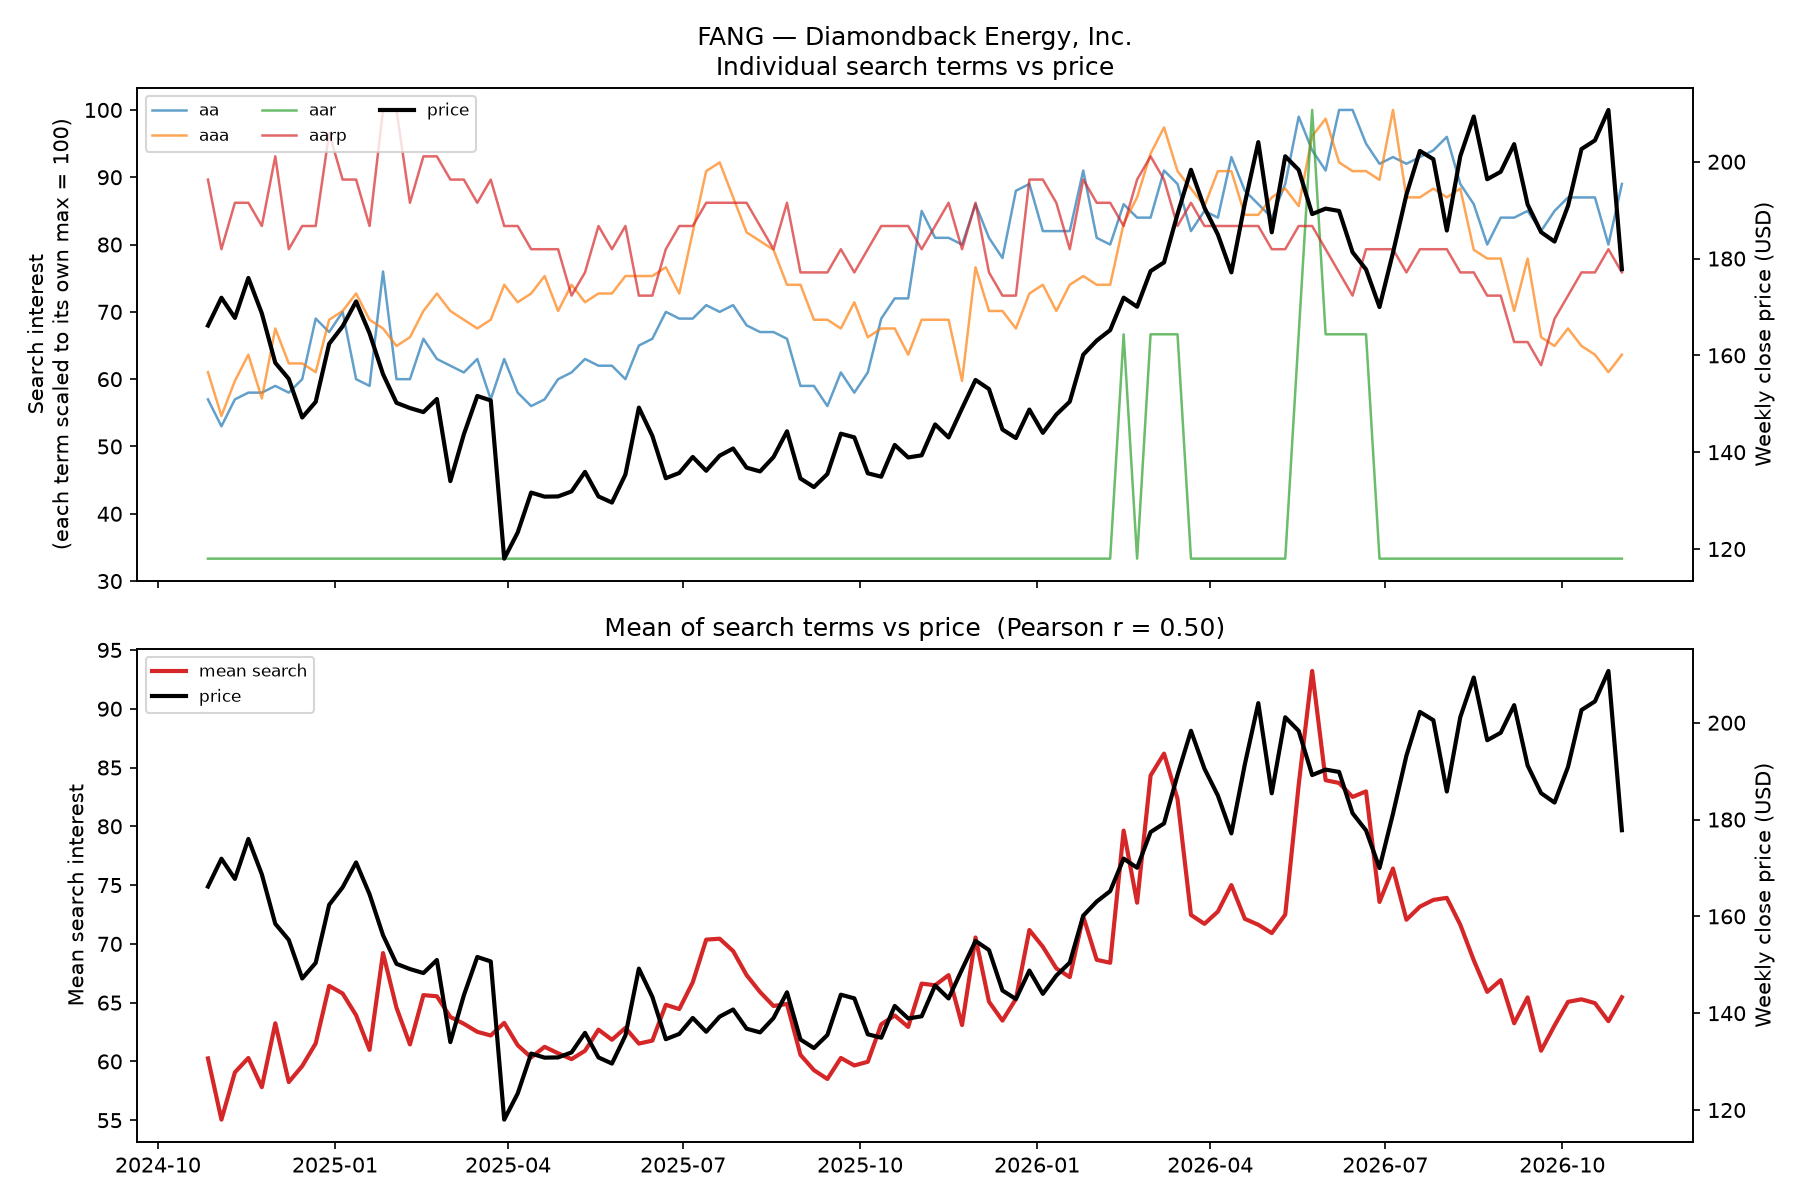 FANG — Diamondback Energy, Inc.
Individual search terms vs price
aa
aaa
aar
aarp
price
Search interest
(each term scaled to its own max = 100)
100
90
80
70
60
50
40
30
200
180
160
140
120
Weekly close price (USD)
Mean of search terms vs price (Pearson r = 0.50)
mean search
price
Mean search interest
95
90
85
80
75
70
65
60
55
200
180
160
140
120
Weekly close price (USD)
2024-10
2025-01
2025-04
2025-07
2025-10
2026-01
2026-04
2026-07
2026-10